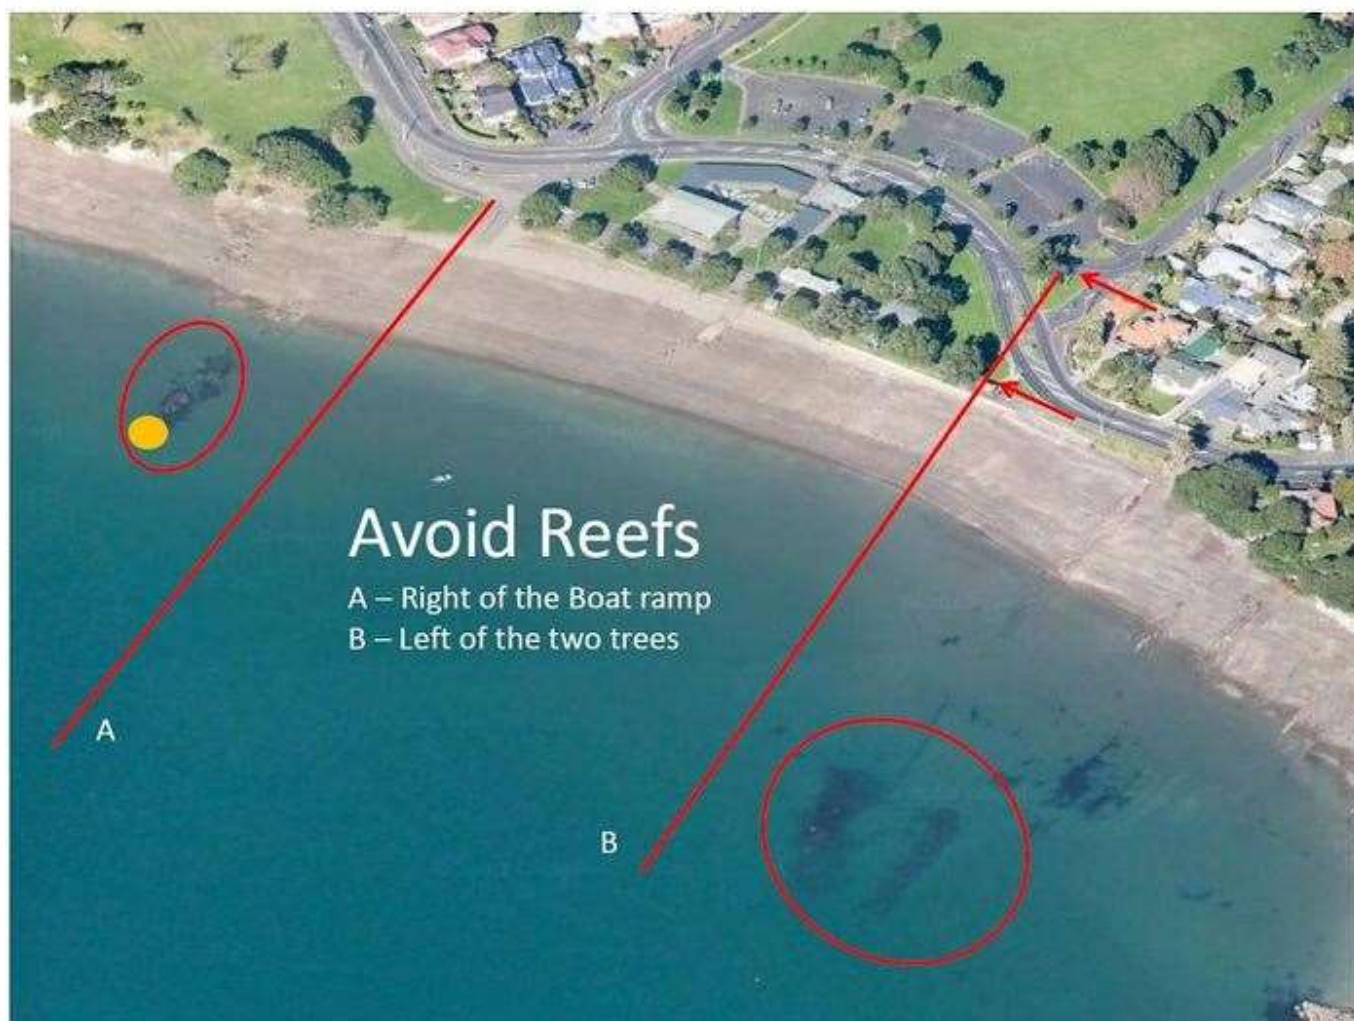 Avoid Reefs
A – Right of the Boat ramp
B – Left of the two trees
A
B